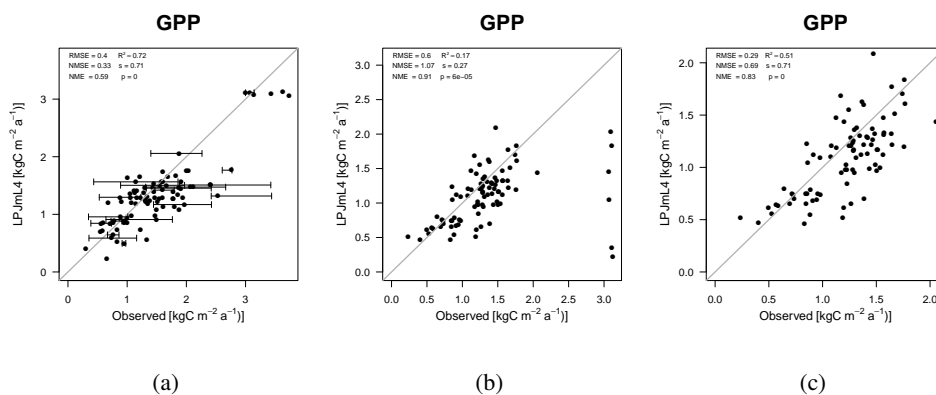 GPP
RMSE = 0.4 R² = 0.72
NME = 0.33 s = 0.71
NME = 0.59 p = 0
LPJmL4 [kgC m⁻² a⁻¹)]
3
2
1
0
0 1 2 3
Observed [kgC m⁻² a⁻¹)]
(a)
GPP
RMSE = 0.6 R² = 0.17
NME = 1.07 s = 0.27
NME = 0.91 p = 6e−05
LPJmL4 [kgC m⁻² a⁻¹)]
3.0
2.5
2.0
1.5
1.0
0.5
0.0
0.0 0.5 1.0 1.5 2.0 2.5 3.0
Observed [kgC m⁻² a⁻¹)]
(b)
GPP
RMSE = 0.29 R² = 0.51
NME = 0.69 s = 0.71
NME = 0.83 p = 0
LPJmL4 [kgC m⁻² a⁻¹)]
2.0
1.5
1.0
0.5
0.0
0.0 0.5 1.0 1.5 2.0
Observed [kgC m⁻² a⁻¹)]
(c)